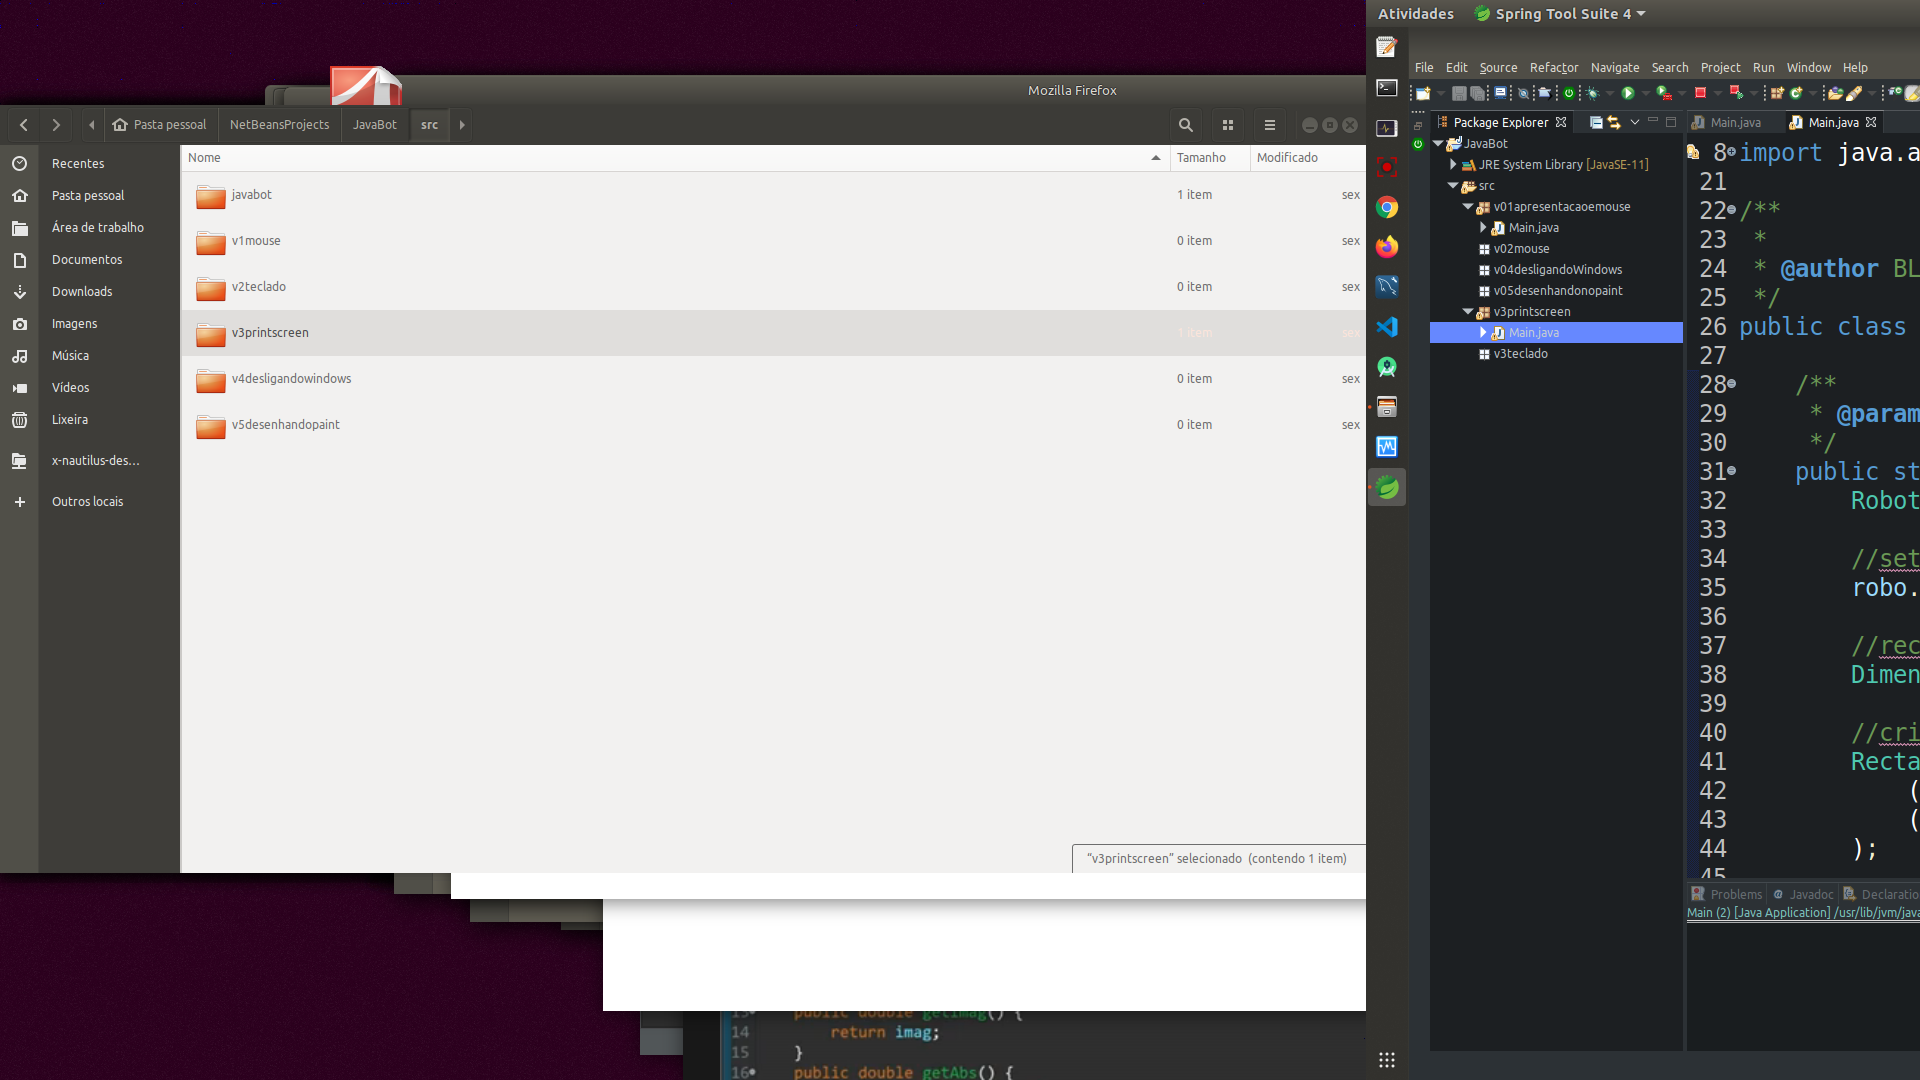 Mozilla Firefox
Pasta pessoal NetBeansProjects JavaBot src
Recentes
Pasta pessoal
Área de trabalho
Documentos
Downloads
Imagens
Música
Vídeos
Lixeira
x-nautilus-des...
Outros locais
Nome Tamanho Modificado
javabot 1 item sex
v1mouse 0 item sex
v2teclado 0 item sex
v3printscreen 1 item sex
v4desligandowindows 0 item sex
v5desenhandopaint 0 item sex
“v3printscreen” selecionado (contendo 1 item)
public double getImag() {
14 return imag;
15 }
16 public double getAbs() {
Atividades Spring Tool Suite 4
File Edit Source Refactor Navigate Search Project Run Window Help
Package Explorer
JavaBot
JRE System Library [JavaSE-11]
src
v01apresentacaoemouse
Main.java
v02mouse
v04desligandoWindows
v05desenhandonopaint
v3printscreen
Main.java
v3teclado
Main.java Main.java
8 import java.a
21
22 /**
23 *
24 * @author BL
25 */
26 public class
27
28 /**
29 * @param
30 */
31 public st
32 Robot
33
34 //set
35 robo.
36
37 //rec
38 Dimen
39
40 //cri
41 Recta
42 (
43 (
44 );
45
Problems Javadoc Declaratio
Main (2) [Java Application] /usr/lib/jvm/java